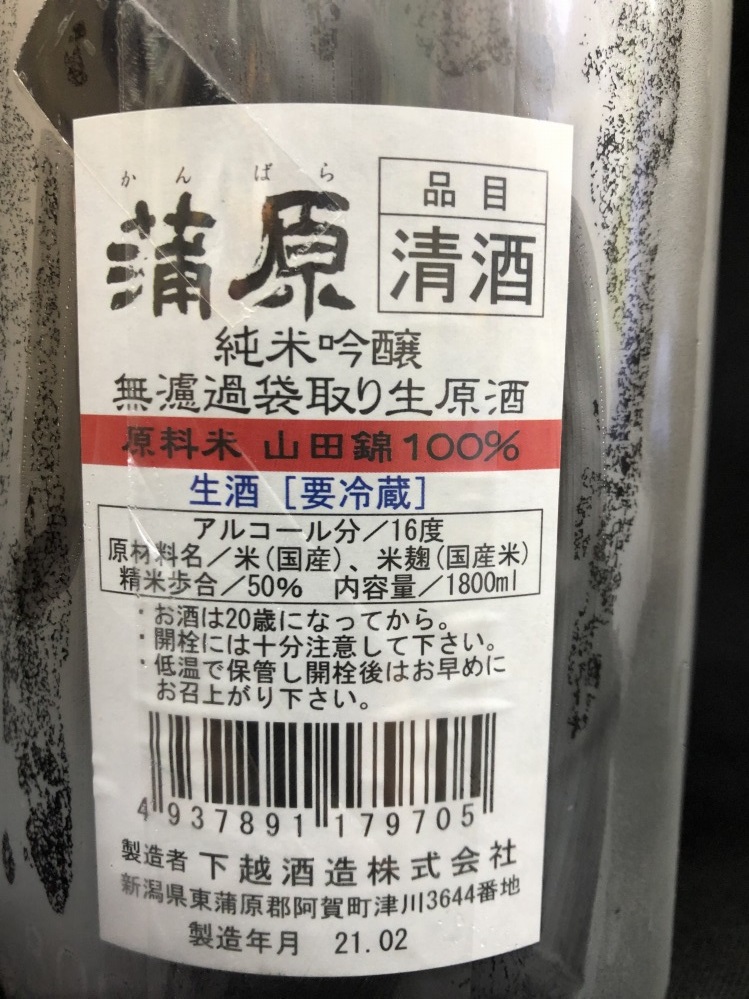 かんばら
蒲原
品目
清酒
純米吟醸
無濾過袋取り生原酒
原料米 山田錦100%
生酒［要冷蔵］
アルコール分／16度
原材料名／米(国産)、米麹(国産米)
精米歩合／50% 内容量／1800ml
・お酒は20歳になってから。
・開栓には十分注意して下さい。
・低温で保管し開栓後はお早めに
お召上がり下さい。
4 937891 179705
製造者 下越酒造株式会社
新潟県東蒲原郡阿賀町津川3644番地
製造年月 21.02